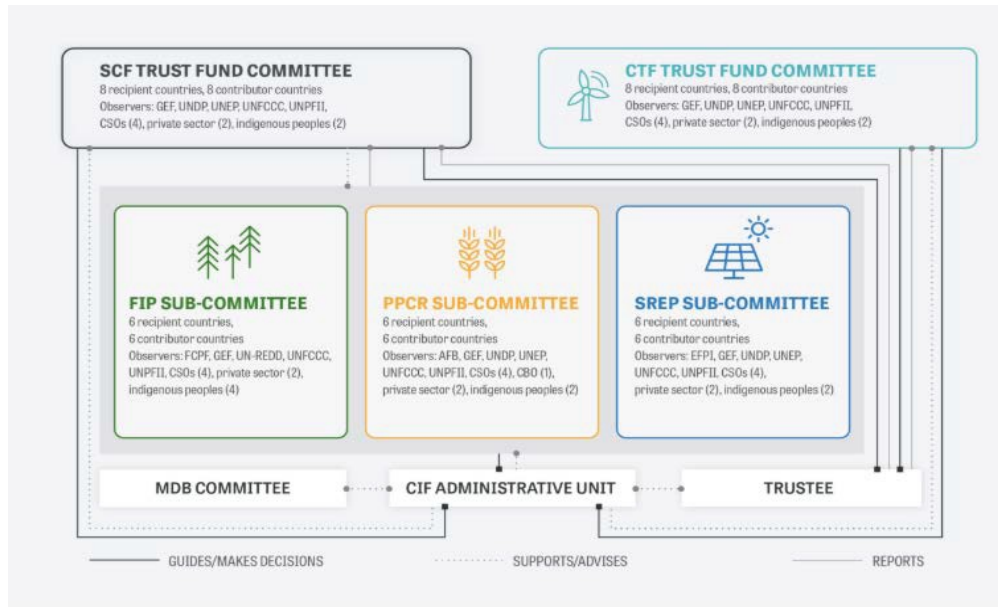 SCF TRUST FUND COMMITTEE
8 recipient countries, 8 contributor countries
Observers: GEF, UNDP, UNEP, UNFCCC, UNPFII,
CSOs (4), private sector (2), indigenous peoples (2)
CTF TRUST FUND COMMITTEE
8 recipient countries, 8 contributor countries
Observers: GEF, UNDP, UNEP, UNFCCC, UNPFII,
CSOs (4), private sector (2), indigenous peoples (2)
FIP SUB-COMMITTEE
6 recipient countries,
6 contributor countries
Observers: FCPF, GEF, UN-REDD, UNFCCC,
UNPFII, CSOs (4), private sector (2),
indigenous peoples (4)
PPCR SUB-COMMITTEE
6 recipient countries,
6 contributor countries
Observers: AFB, GEF, UNDP, UNEP,
UNFCCC, UNPFII, CSOs (4), CBO (1),
private sector (2), indigenous peoples (2)
SREP SUB-COMMITTEE
6 recipient countries,
6 contributor countries
Observers: EFPI, GEF, UNDP, UNEP,
UNFCCC, UNPFII, CSOs (4),
private sector (2), indigenous peoples (2)
MDB COMMITTEE
CIF ADMINISTRATIVE UNIT
TRUSTEE
GUIDES/MAKES DECISIONS
SUPPORTS/ADVISES
REPORTS